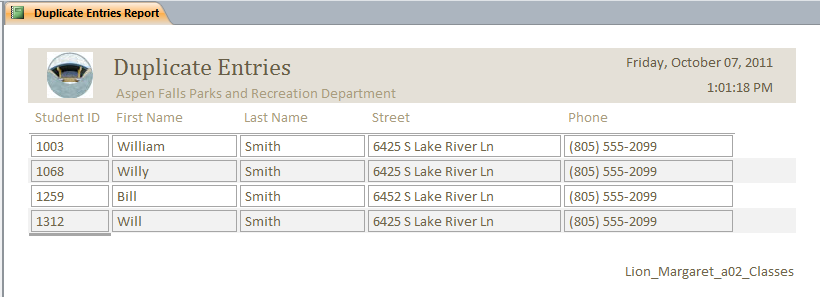 Duplicate Entries Report
Duplicate Entries
Friday, October 07, 2011
Aspen Falls Parks and Recreation Department
1:01:18 PM
Student ID First Name Last Name Street Phone
1003 William Smith 6425 S Lake River Ln (805) 555-2099
1068 Willy Smith 6425 S Lake River Ln (805) 555-2099
1259 Bill Smith 6452 S Lake River Ln (805) 555-2099
1312 Will Smith 6425 S Lake River Ln (805) 555-2099
Lion_Margaret_a02_Classes